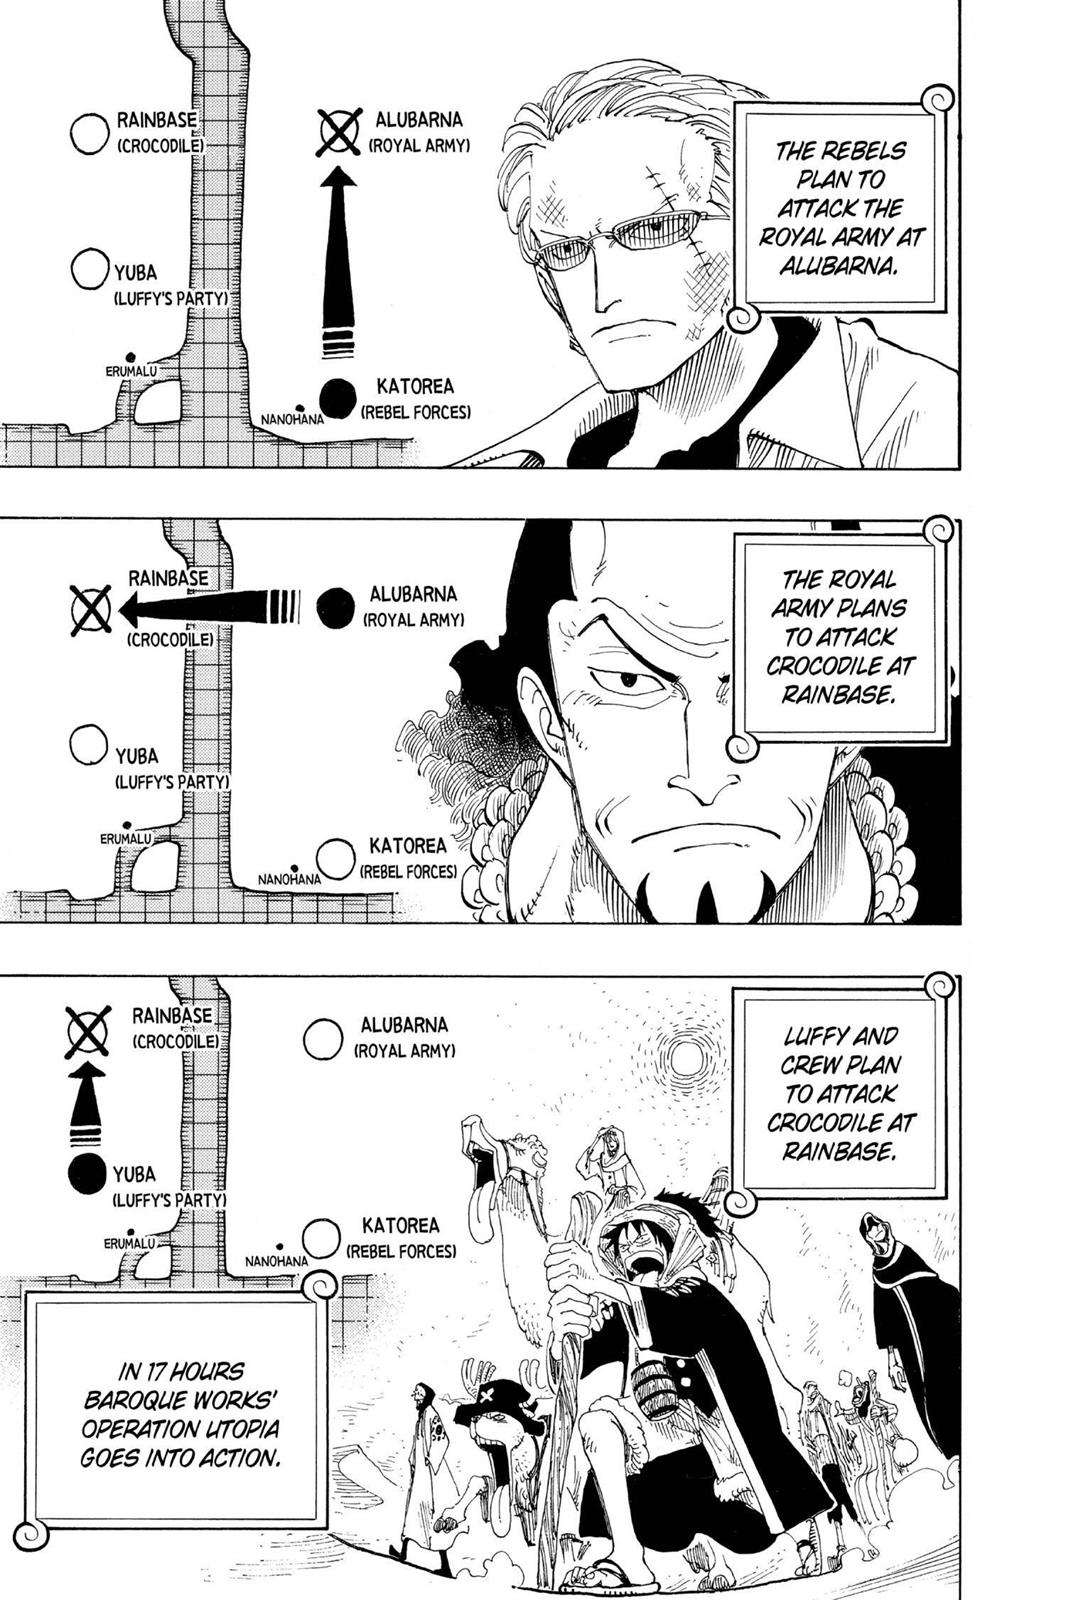 RAINBASE
(CROCODILE)
ALUBARNA
(ROYAL ARMY)
THE REBELS
PLAN TO
ATTACK THE
ROYAL ARMY AT
ALUBARNA.
YUBA
(LUFFY'S PARTY)
ERUMALU
NANOHANA
KATOREA
(REBEL FORCES)
RAINBASE
(CROCODILE)
ALUBARNA
(ROYAL ARMY)
THE ROYAL
ARMY PLANS
TO ATTACK
CROCODILE AT
RAINBASE.
YUBA
(LUFFY'S PARTY)
ERUMALU
NANOHANA
KATOREA
(REBEL FORCES)
RAINBASE
(CROCODILE)
ALUBARNA
(ROYAL ARMY)
LUFFY AND
CREW PLAN
TO ATTACK
CROCODILE AT
RAINBASE.
YUBA
(LUFFY'S PARTY)
ERUMALU
NANOHANA
KATOREA
(REBEL FORCES)
IN 17 HOURS
BAROQUE WORKS'
OPERATION UTOPIA
GOES INTO ACTION.